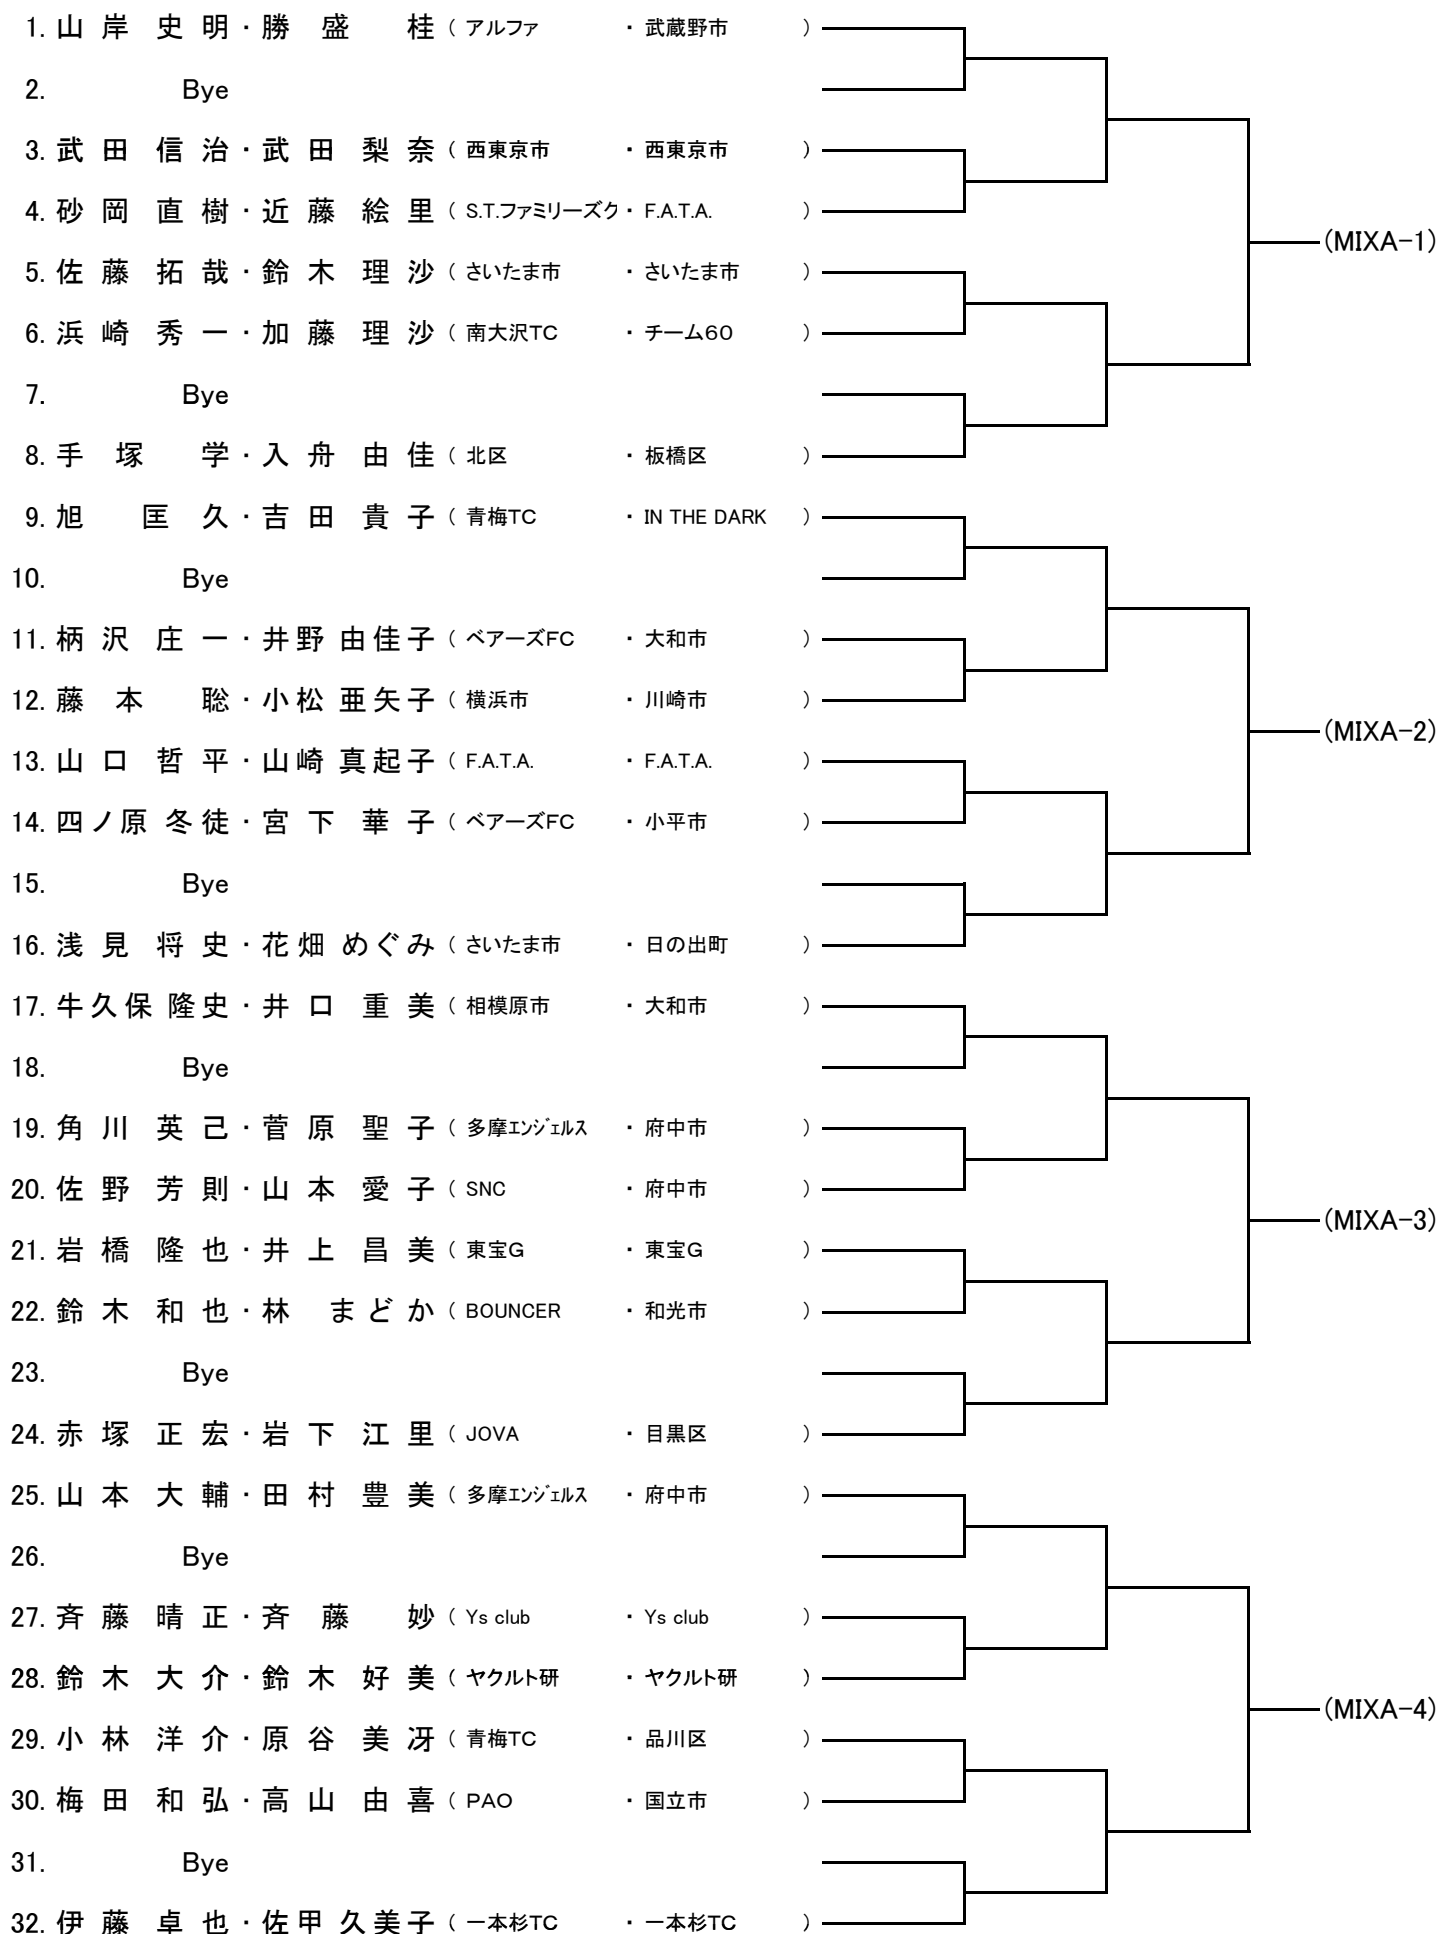 1. 山岸 史明・勝盛 桂 ( アルファ ・ 武蔵野市 )
2. Bye
3. 武田 信治・武田 梨奈 ( 西東京市 ・ 西東京市 )
4. 砂岡 直樹・近藤 絵里 ( S.T.ファミリーズク ・ F.A.T.A. )
(MIXA-1)
5. 佐藤 拓哉・鈴木 理沙 ( さいたま市 ・ さいたま市 )
6. 浜崎 秀一・加藤 理沙 ( 南大沢TC ・ チーム60 )
7. Bye
8. 手塚 学・入舟 由佳 ( 北区 ・ 板橋区 )
9. 旭 匡久・吉田 貴子 ( 青梅TC ・ IN THE DARK )
10. Bye
11. 柄沢 庄一・井野 由佳子 ( ベアーズFC ・ 大和市 )
12. 藤本 聡・小松 亜矢子 ( 横浜市 ・ 川崎市 )
(MIXA-2)
13. 山口 哲平・山崎 真起子 ( F.A.T.A. ・ F.A.T.A. )
14. 四ノ原 冬徒・宮下 華子 ( ベアーズFC ・ 小平市 )
15. Bye
16. 浅見 将史・花畑 めぐみ ( さいたま市 ・ 日の出町 )
17. 牛久保 隆史・井口 重美 ( 相模原市 ・ 大和市 )
18. Bye
19. 角川 英己・菅原 聖子 ( 多摩エンジェルス ・ 府中市 )
20. 佐野 芳則・山本 愛子 ( SNC ・ 府中市 )
(MIXA-3)
21. 岩橋 隆也・井上 昌美 ( 東宝G ・ 東宝G )
22. 鈴木 和也・林 まどか ( BOUNCER ・ 和光市 )
23. Bye
24. 赤塚 正宏・岩下 江里 ( JOVA ・ 目黒区 )
25. 山本 大輔・田村 豊美 ( 多摩エンジェルス ・ 府中市 )
26. Bye
27. 斉藤 晴正・斉藤 妙 ( Ys club ・ Ys club )
28. 鈴木 大介・鈴木 好美 ( ヤクルト研 ・ ヤクルト研 )
(MIXA-4)
29. 小林 洋介・原谷 美冴 ( 青梅TC ・ 品川区 )
30. 梅田 和弘・高山 由喜 ( PAO ・ 国立市 )
31. Bye
32. 伊藤 卓也・佐甲 久美子 ( 一本杉TC ・ 一本杉TC )